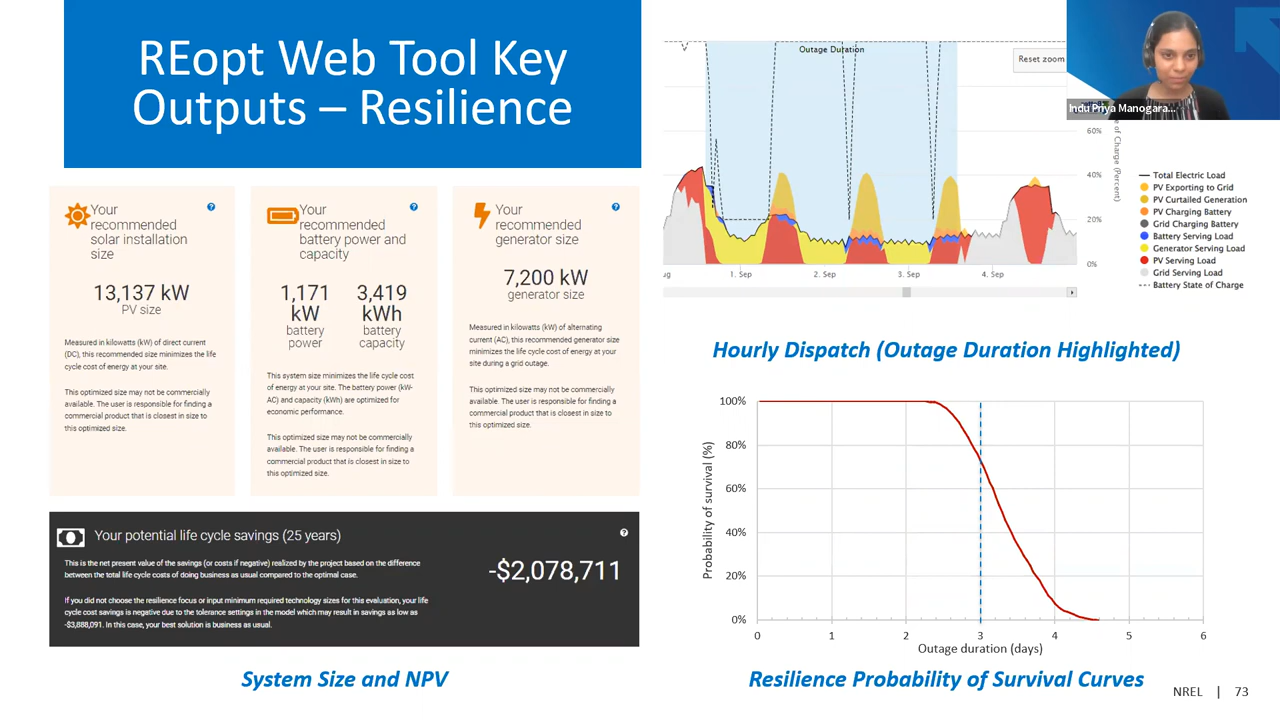 REopt Web Tool Key
Outputs – Resilience
Your
recommended
solar installation
size
13,137 kW
PV size
Measured in kilowatts (kW) of direct current
(DC), this recommended size minimizes the life
cycle cost of energy at your site.
This optimized size may not be commercially
available. The user is responsible for finding a
commercial product that is closest in size to
this optimized size.
Your
recommended
battery power and
capacity
1,171
kW
battery
power
3,419
kWh
battery
capacity
This system size minimizes the life cycle cost
of energy at your site. The battery power (kW-
AC) and capacity (kWh) are optimized for
economic performance.
This optimized size may not be commercially
available. The user is responsible for finding a
commercial product that is closest in size to
this optimized size.
Your
recommended
generator size
7,200 kW
generator size
Measured in kilowatts (kW) of alternating
current (AC), this recommended generator size
minimizes the life cycle cost of energy at your
site during a grid outage.
This optimized size may not be commercially
available. The user is responsible for finding a
commercial product that is closest in size to
this optimized size.
Your potential life cycle savings (25 years)
This is the net present value of the savings (or costs if negative) realized by the project based on the difference
between the total life cycle costs of doing business as usual compared to the optimal case.
If you did not choose the resilience focus or input minimum required technology sizes for this evaluation, your life
cycle cost savings is negative due to the tolerance settings in the model which may result in savings as low as
-$3,888,091. In this case, your best solution is business as usual.
-$2,078,711
System Size and NPV
Outage Duration
Reset zoom
Indu Priya Manogara...
60%
40%
20%
0%
e of Charge (Percent)
ug
1. Sep
2. Sep
3. Sep
4. Sep
Total Electric Load
PV Exporting to Grid
PV Curtailed Generation
PV Charging Battery
Grid Charging Battery
Battery Serving Load
Generator Serving Load
PV Serving Load
Grid Serving Load
Battery State of Charge
Hourly Dispatch (Outage Duration Highlighted)
Probability of survival (%)
100%
80%
60%
40%
20%
0%
0 1 2 3 4 5 6
Outage duration (days)
Resilience Probability of Survival Curves
NREL | 73